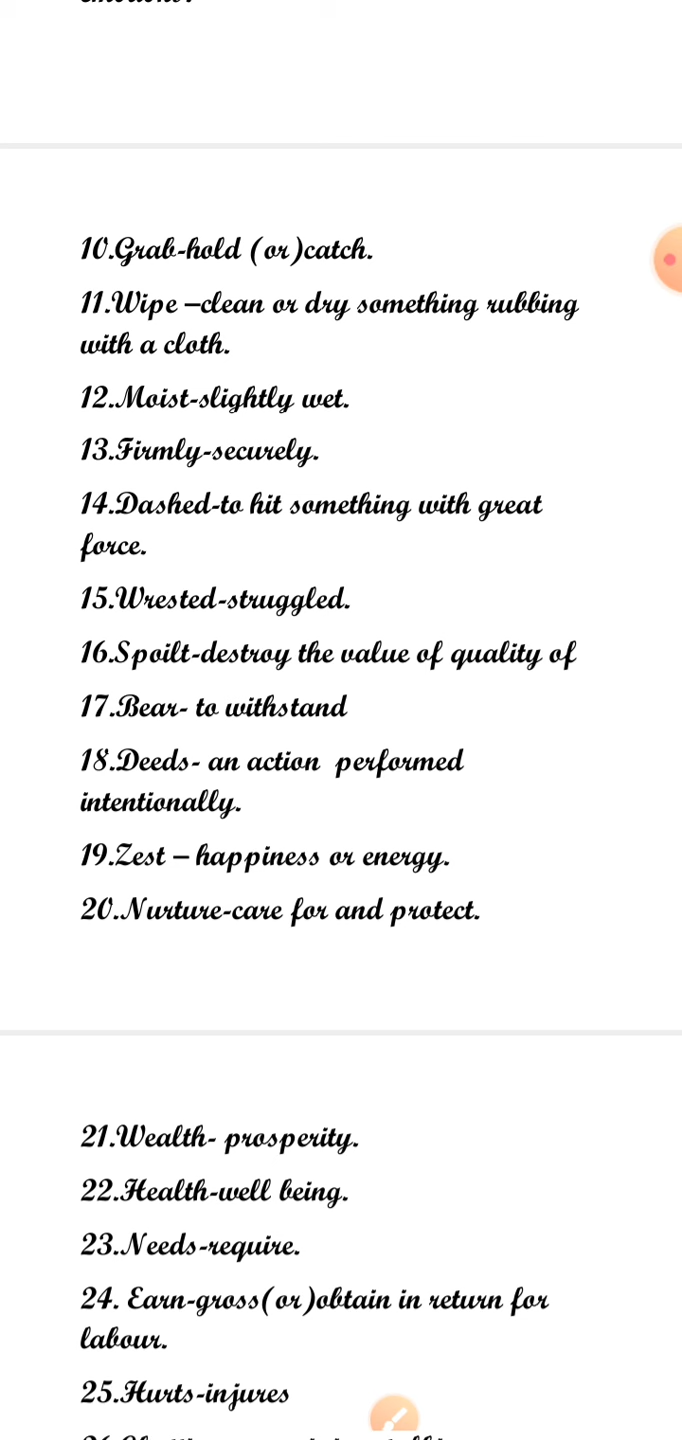 10.Grab-hold (or)catch.
11.Wipe –clean or dry something rubbing
with a cloth.
12.Moist-slightly wet.
13.Firmly-securely.
14.Dashed-to hit something with great
force.
15.Wrested-struggled.
16.Spoilt-destroy the value of quality of
17.Bear- to withstand
18.Deeds- an action  performed
intentionally.
19.Zest – happiness or energy.
20.Nurture-care for and protect.
21.Wealth- prosperity.
22.Health-well being.
23.Needs-require.
24. Earn-gross(or)obtain in return for
labour.
25.Hurts-injures